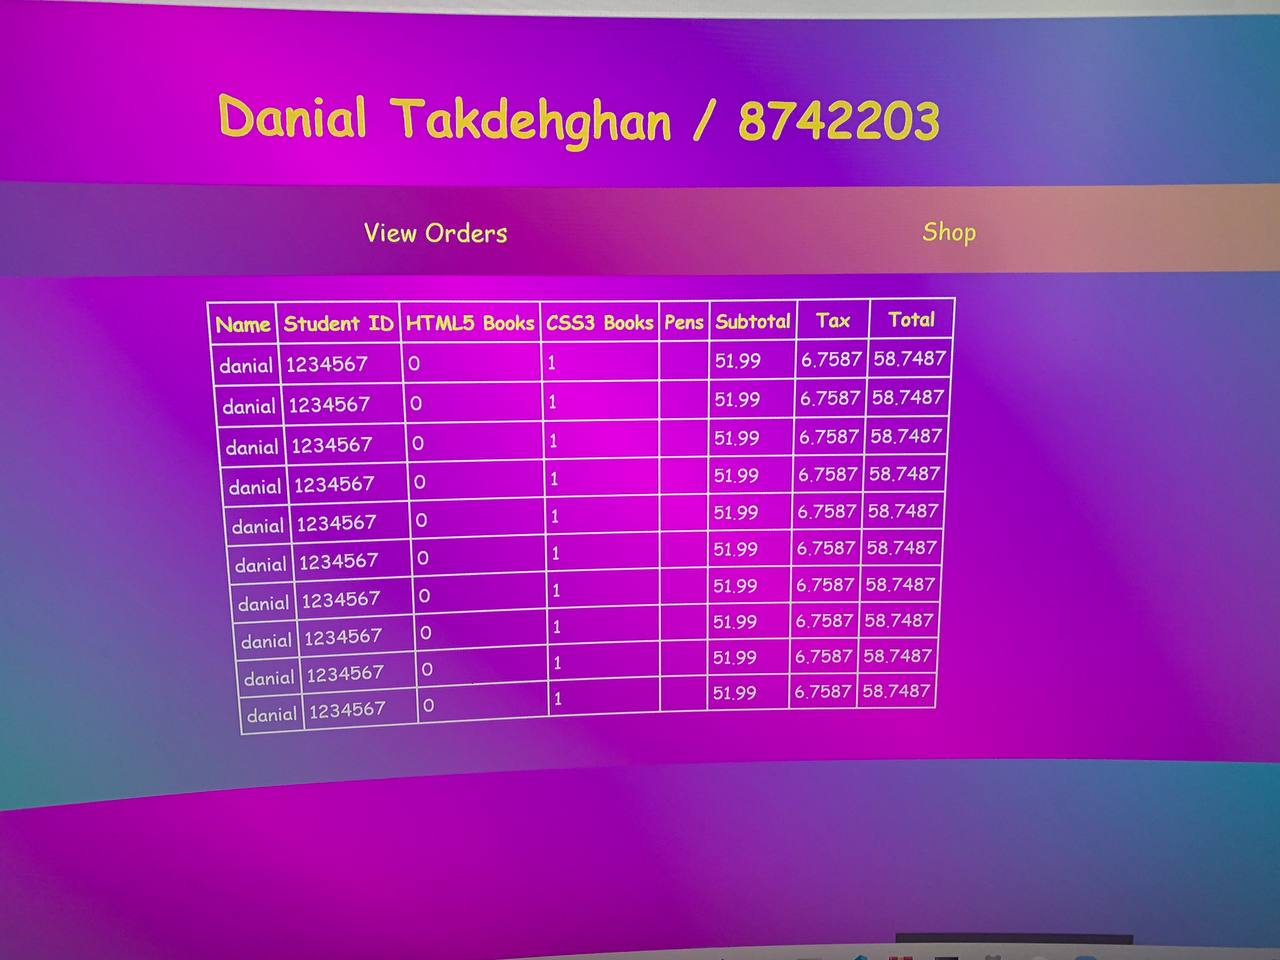 Danial Takdehghan / 8742203
View Orders Shop
Name Student ID HTML5 Books CSS3 Books Pens Subtotal Tax Total
danial 1234567 0 1 51.99 6.7587 58.7487
danial 1234567 0 1 51.99 6.7587 58.7487
danial 1234567 0 1 51.99 6.7587 58.7487
danial 1234567 0 1 51.99 6.7587 58.7487
danial 1234567 0 1 51.99 6.7587 58.7487
danial 1234567 0 1 51.99 6.7587 58.7487
danial 1234567 0 1 51.99 6.7587 58.7487
danial 1234567 0 1 51.99 6.7587 58.7487
danial 1234567 0 1 51.99 6.7587 58.7487
danial 1234567 0 1 51.99 6.7587 58.7487